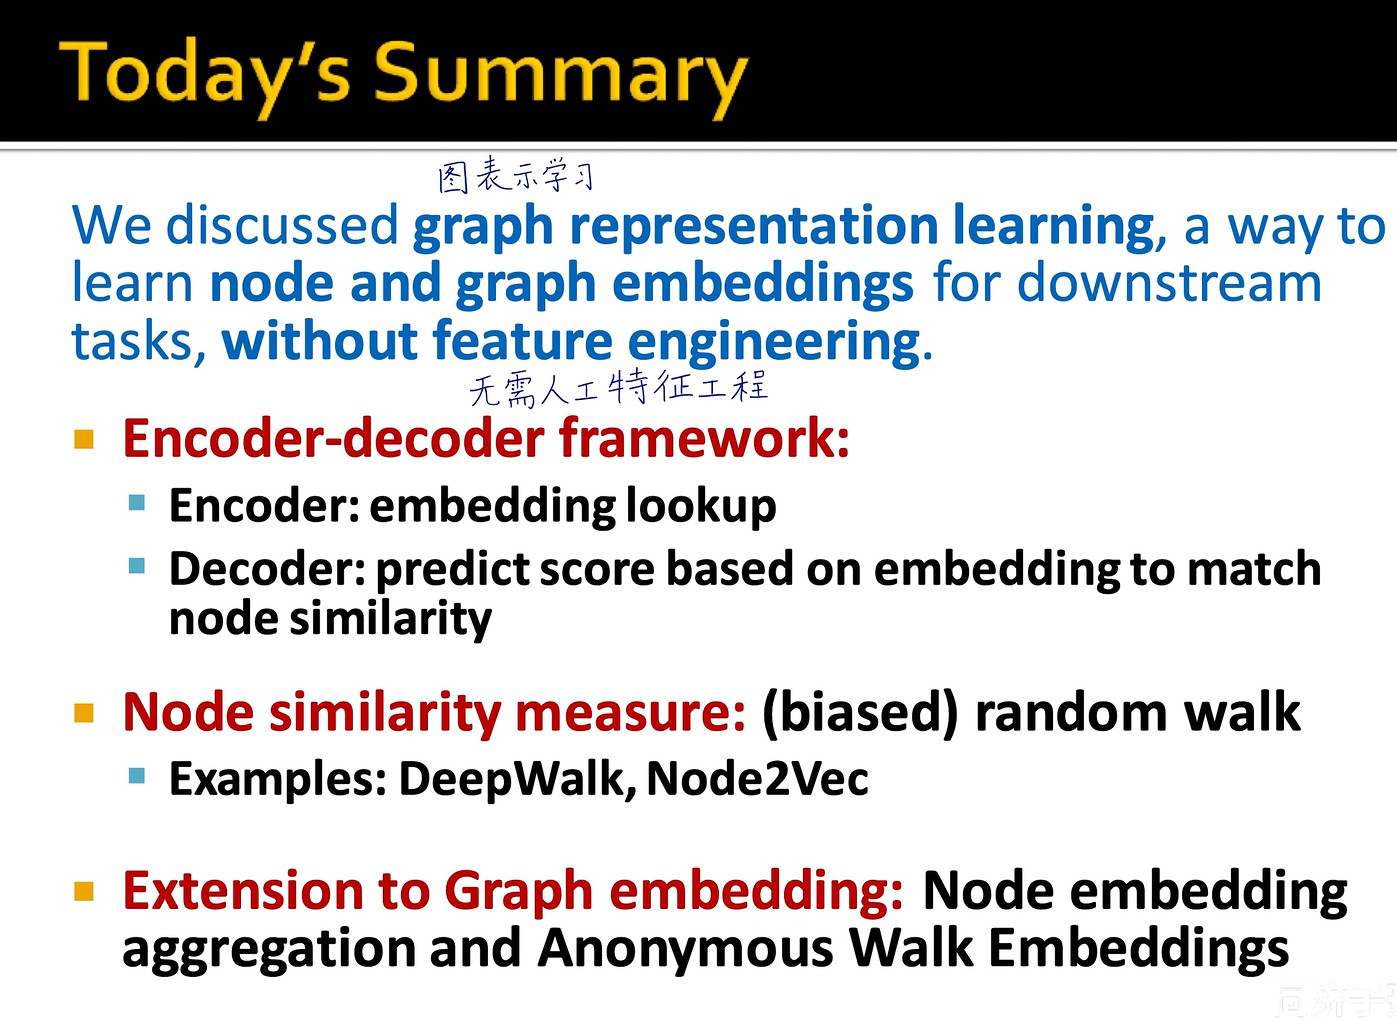 Today's Summary
图表示学习
We discussed graph representation learning, a way to
learn node and graph embeddings for downstream
tasks, without feature engineering.
无需人工特征工程
Encoder-decoder framework:
Encoder: embedding lookup
Decoder: predict score based on embedding to match
node similarity
Node similarity measure: (biased) random walk
Examples: DeepWalk, Node2Vec
Extension to Graph embedding: Node embedding
aggregation and Anonymous Walk Embeddings